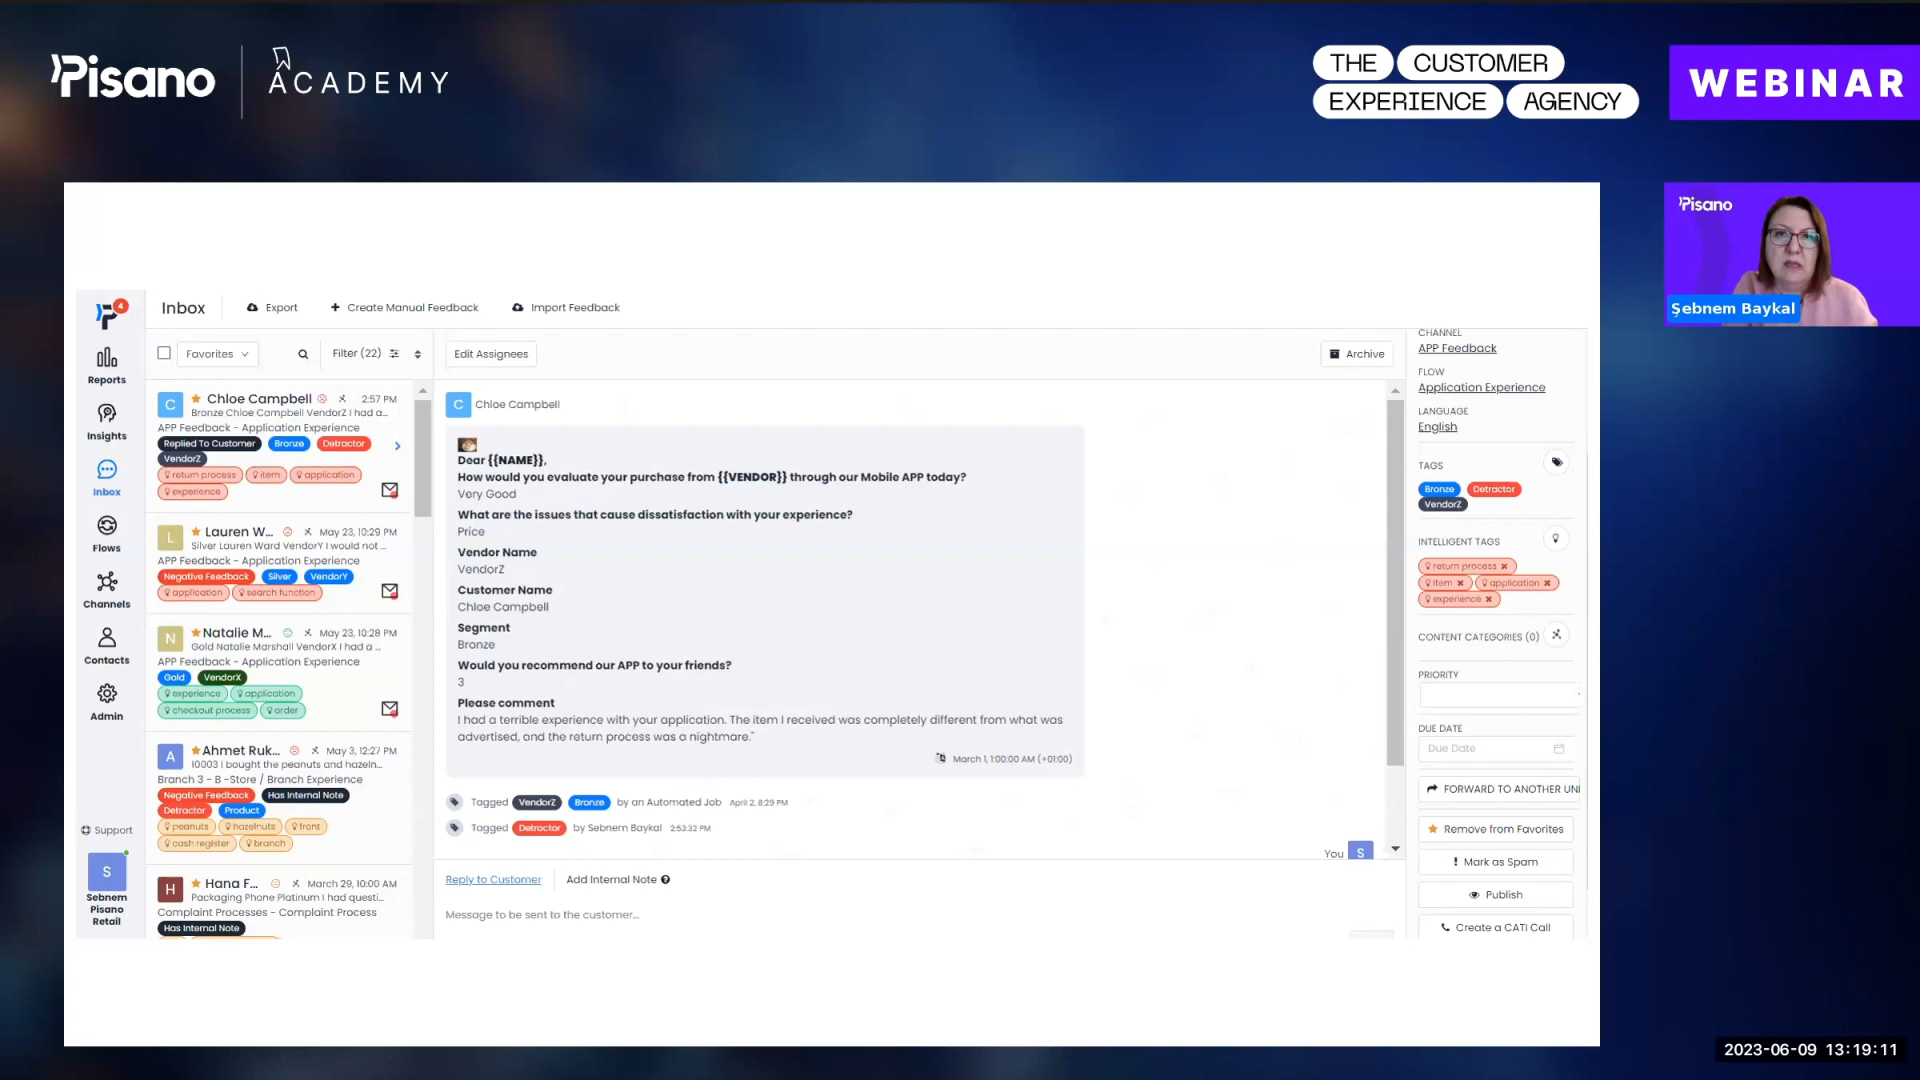 Pisano
ACADEMY
THE CUSTOMER
EXPERIENCE AGENCY
WEBINAR
Pisano
Şebnem Baykal
4
Reports
Insights
Inbox
Flows
Channels
Contacts
Admin
Support
S
Sebnem
Pisano
Retail
Inbox
Export
Create Manual Feedback
Import Feedback
Favorites
Filter (22)
Edit Assignees
Archive
C
Chloe Campbell
2:57 PM
Bronze Chloe Campbell VendorZ I had a...
APP Feedback - Application Experience
Replied To Customer Bronze Detractor
VendorZ
return process item application
experience
L
Lauren W...
May 23, 10:29 PM
Silver Lauren Ward VendorY I would not ...
APP Feedback - Application Experience
Negative Feedback Silver VendorY
application search function
N
Natalie M...
May 23, 10:28 PM
Gold Natalie Marshall VendorX I had a ...
APP Feedback - Application Experience
Gold VendorX
experience application
checkout process order
A
Ahmet Ruk...
May 3, 12:27 PM
10003 I bought the peanuts and hazeln...
Branch 3 - B -Store / Branch Experience
Negative Feedback Has Internal Note
Detractor Product
peanuts hazelnuts front
cash register branch
H
Hana F...
March 29, 10:00 AM
Packaging Phone Platinum I had questi...
Complaint Processes - Complaint Process
Has Internal Note
C
Chloe Campbell
Dear {{NAME}},
How would you evaluate your purchase from {{VENDOR}} through our Mobile APP today?
Very Good
What are the issues that cause dissatisfaction with your experience?
Price
Vendor Name
VendorZ
Customer Name
Chloe Campbell
Segment
Bronze
Would you recommend our APP to your friends?
3
Please comment
I had a terrible experience with your application. The item I received was completely different from what was
advertised, and the return process was a nightmare."
March 1, 1:00:00 AM (+01:00)
Tagged VendorZ Bronze by an Automated Job April 2, 8:29 PM
Tagged Detractor by Sebnem Baykal 2:53:32 PM
You S
Reply to Customer
Add Internal Note
Message to be sent to the customer...
CHANNEL
APP Feedback
FLOW
Application Experience
LANGUAGE
English
TAGS
Bronze Detractor
VendorZ
INTELLIGENT TAGS
return process
item application
experience
CONTENT CATEGORIES (0)
PRIORITY
DUE DATE
Due Date
FORWARD TO ANOTHER UNI
Remove from Favorites
Mark as Spam
Publish
Create a CATI Call
2023-06-09 13:19:11